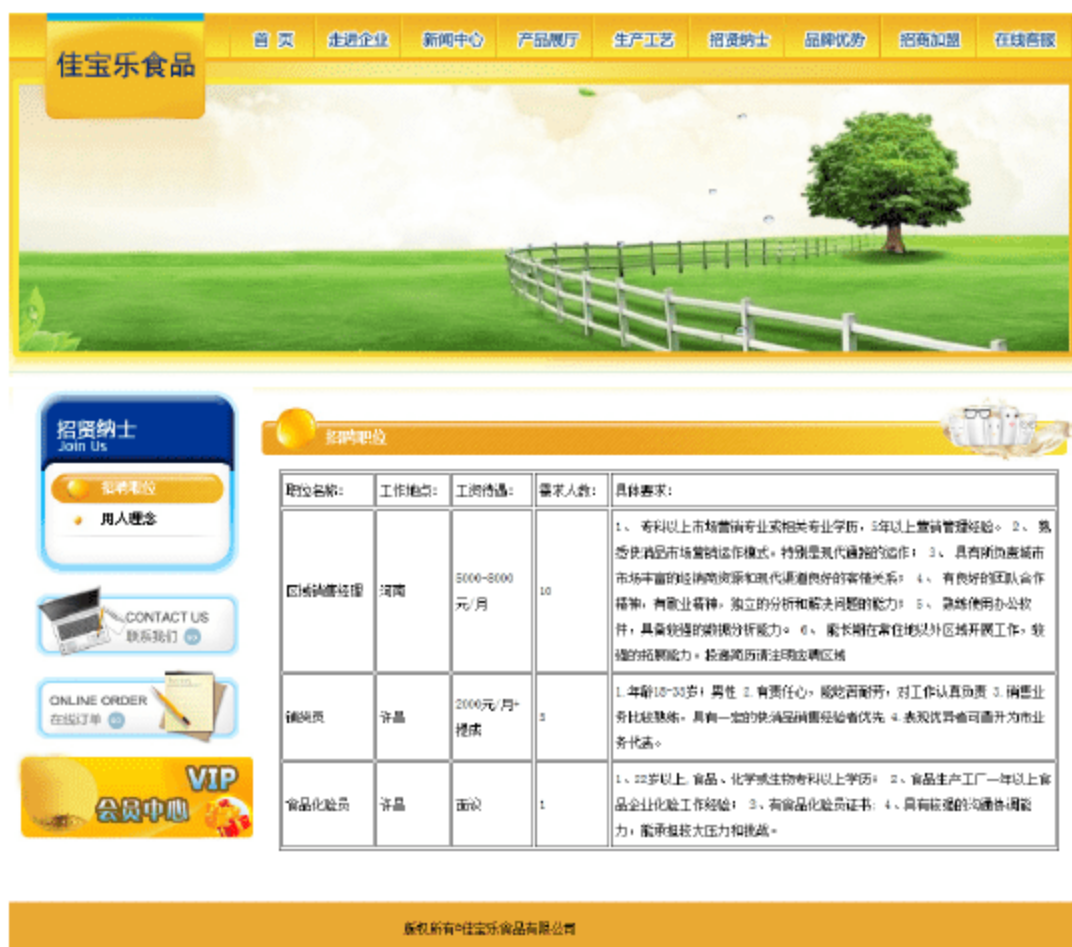 佳宝乐食品
首 页 走进企业 新闻中心 产品展厅 生产工艺 招贤纳士 品牌优势 招商加盟 在线客服
招贤纳士
Join Us
招聘职位
用人理念
CONTACT US
联系我们
ONLINE ORDER
在线订单
VIP
会员中心
招聘职位
职位名称: 工作地点: 工资待遇: 需求人数: 具体要求:
区域销售经理 河南
5000-8000
元/月
10
1、 专科以上市场营销专业或相关专业学历，5年以上营销管理经验。 2、 熟
悉快消品市场营销运作模式，特别是现代通路的运作； 3、 具有所负责城市
市场丰富的经销商资源和现代渠道良好的客情关系； 4、 有良好的团队合作
精神，有敬业精神，独立的分析和解决问题的能力； 5、 熟练使用办公软
件，具备较强的数据分析能力。 6、 能长期在常住地以外区域开展工作，较
强的拓展能力。投递简历请注明应聘区域
铺货员 许昌
2000元/月+
提成
5
1.年龄18-35岁；男性 2.有责任心，能吃苦耐劳，对工作认真负责 3.销售业
务比较熟练，具有一定的快消品销售经验者优先 4.表现优异者可晋升为市业
务代表。
食品化验员 许昌 面议 1
1、22岁以上,食品、化学或生物专科以上学历； 2、食品生产工厂一年以上食
品企业化验工作经验； 3、有食品化验员证书； 4、具有较强的沟通协调能
力，能承担较大压力和挑战。
版权所有©佳宝乐食品有限公司